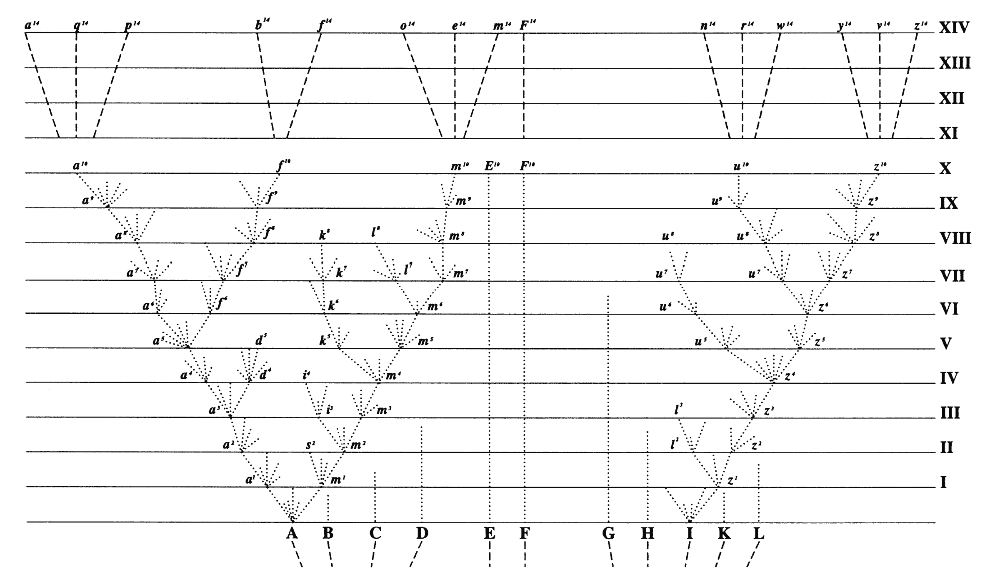 a¹⁴ q¹⁴ p¹⁴ b¹⁴ f¹⁴ o¹⁴ e¹⁴ m¹⁴ F¹⁴ n¹⁴ r¹⁴ w¹⁴ y¹⁴ v¹⁴ z¹⁴ XIV
XIII
XII
XI
a¹⁰ f¹⁰ m¹⁰ E¹⁰ F¹⁰ u¹⁰ z¹⁰ X
a⁹ f⁹ m⁹ u⁹ z⁹ IX
a⁸ f⁸ k⁸ l⁸ m⁸ u⁸ u⁸ z⁸ VIII
a⁷ f⁷ k⁷ l⁷ m⁷ u⁷ u⁷ z⁷ VII
a⁶ f⁶ k⁶ m⁶ u⁶ z⁶ VI
a⁵ d⁵ k⁵ m⁵ u⁵ z⁵ V
a⁴ d⁴ i⁴ m⁴ z⁴ IV
a³ i³ m³ l³ z³ III
a² s² m² l² z² II
a¹ m¹ z¹ I
A B C D E F G H I K L